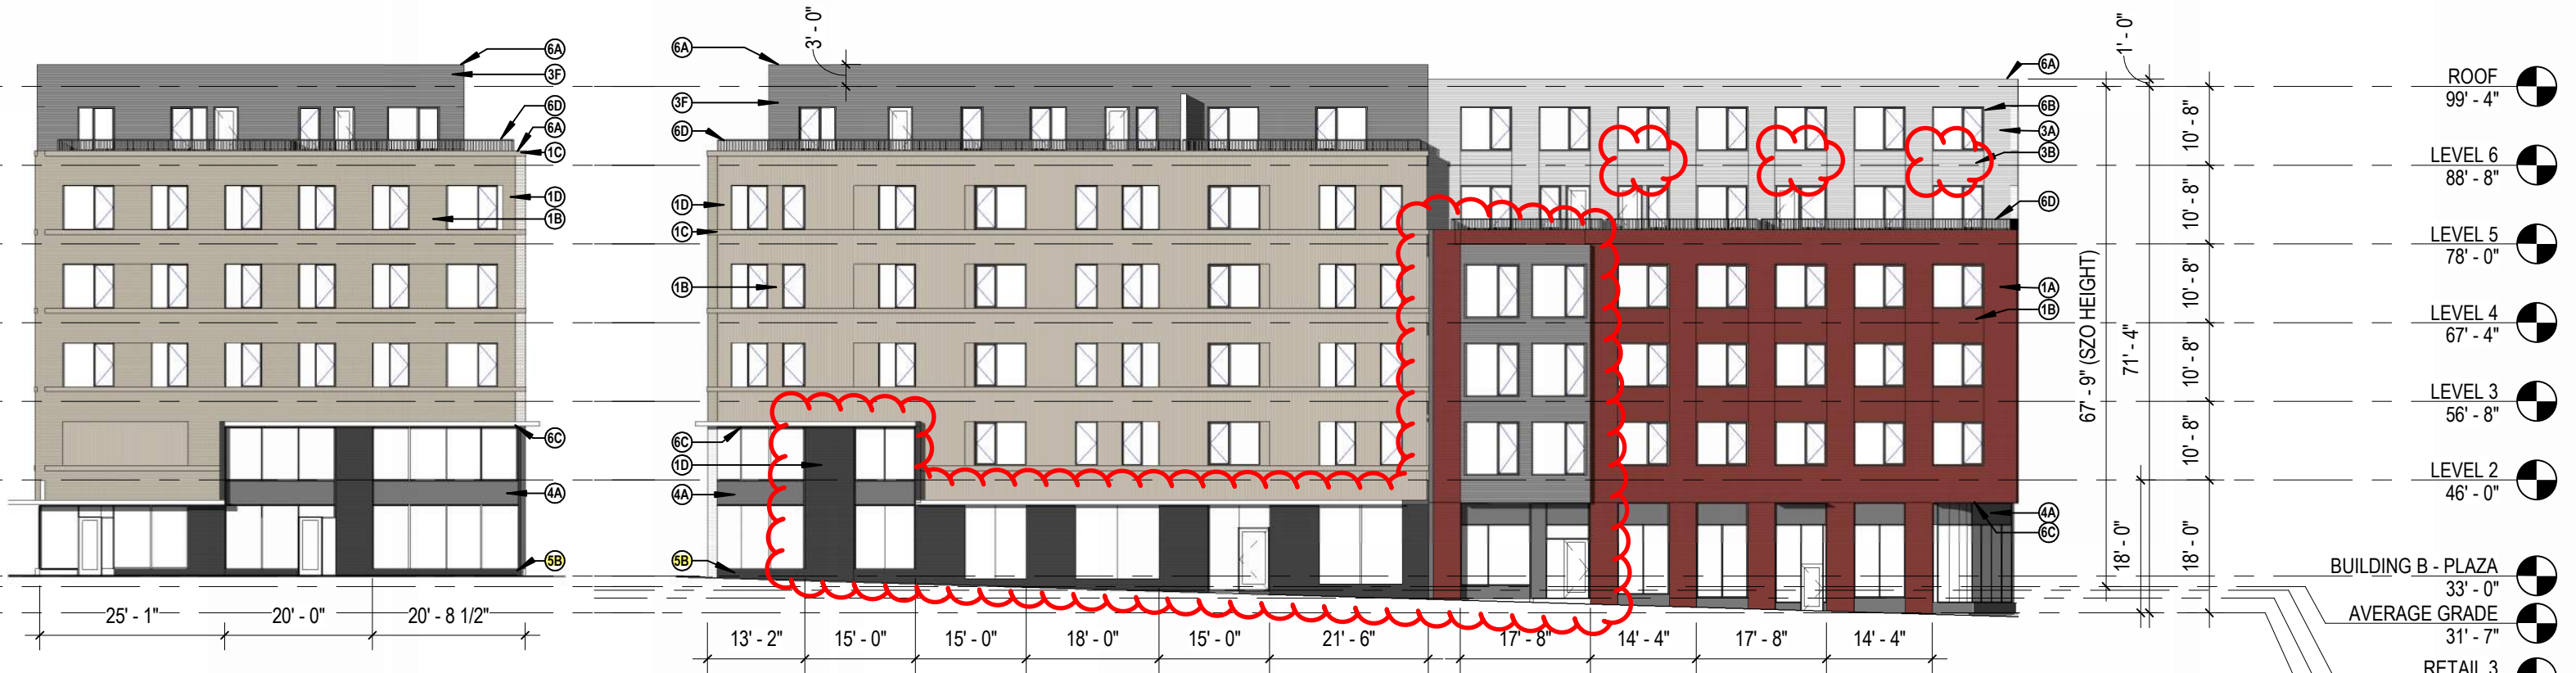 6A
3F
6D
6A
1C
1D
1B
6C
4A
5B
25' - 1"
20' - 0"
20' - 8 1/2"
6A
3F
6D
1D
1C
1B
6C
1D
4A
5B
3' - 0"
13' - 2"
15' - 0"
15' - 0"
18' - 0"
15' - 0"
21' - 6"
17' - 8"
14' - 4"
17' - 8"
14' - 4"
6A
6B
3A
3B
6D
1A
1B
4A
6C
67' - 9" (SZO HEIGHT)
1' - 0"
71' - 4"
18' - 0"
10' - 8"
10' - 8"
10' - 8"
10' - 8"
10' - 8"
18' - 0"
ROOF
99' - 4"
LEVEL 6
88' - 8"
LEVEL 5
78' - 0"
LEVEL 4
67' - 4"
LEVEL 3
56' - 8"
LEVEL 2
46' - 0"
BUILDING B - PLAZA
33' - 0"
AVERAGE GRADE
31' - 7"
RETAIL 3